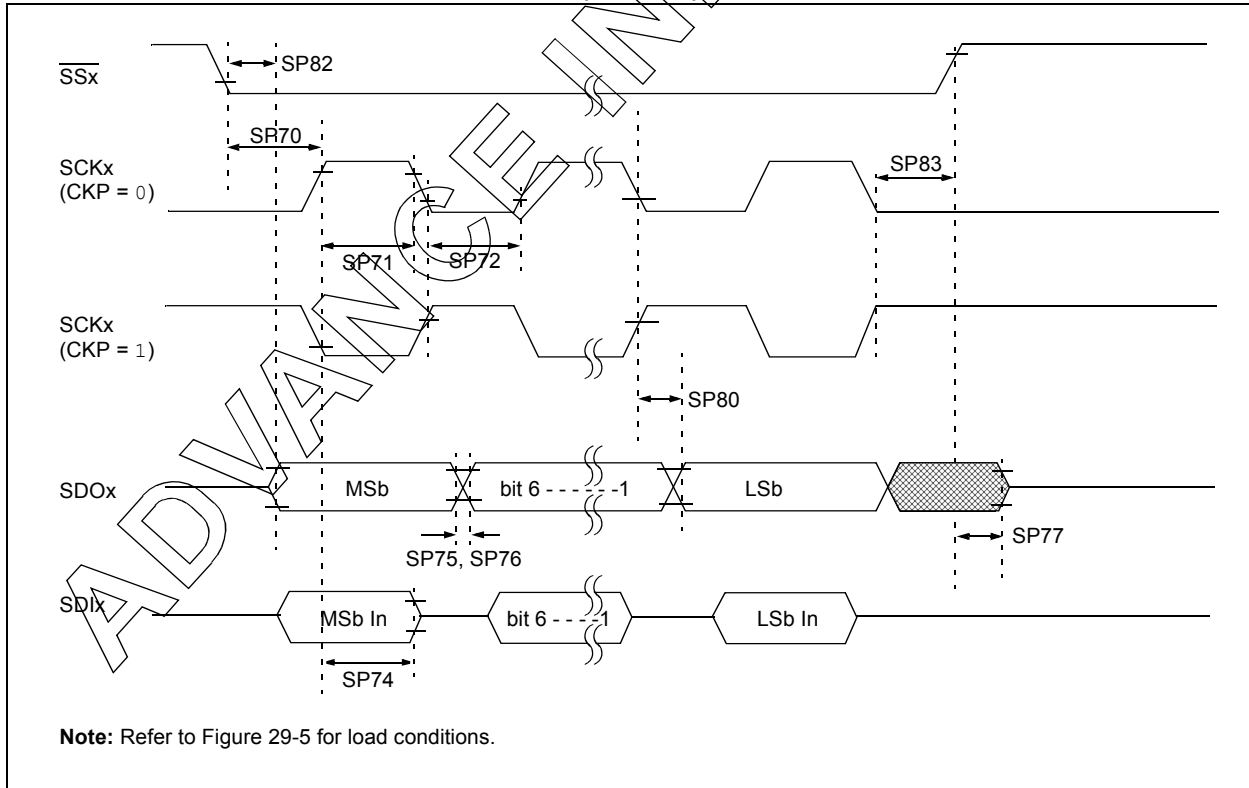 SSx
SP82
SP70
SCKx
(CKP = 0)
SP83
SP71
SP72
SCKx
(CKP = 1)
SP80
SDOx
MSb
bit 6 - - - - - -1
LSb
SP75, SP76
SP77
SDIx
MSb In
bit 6 - - - -1
LSb In
SP74
Note: Refer to Figure 29-5 for load conditions.
ADVANCE IN